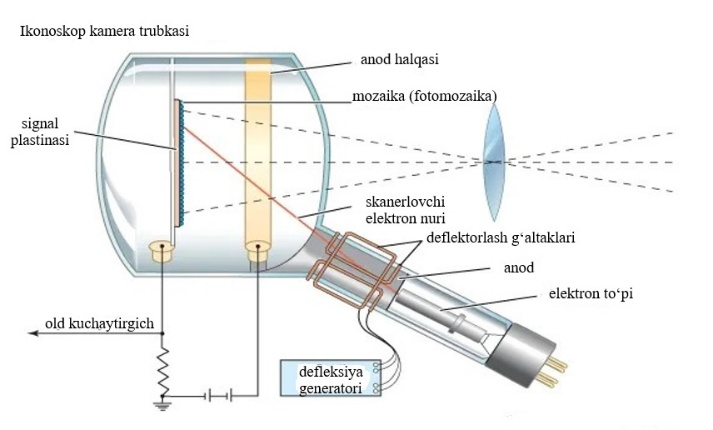 Ikonoskop kamera trubkasi
anod halqasi
mozaika (fotomozaika)
signal
plastinasi
skanerlovchi
elektron nuri
deflektorlash g‘altaklari
anod
elektron to‘pi
old kuchaytirgich
defleksiya
generatori